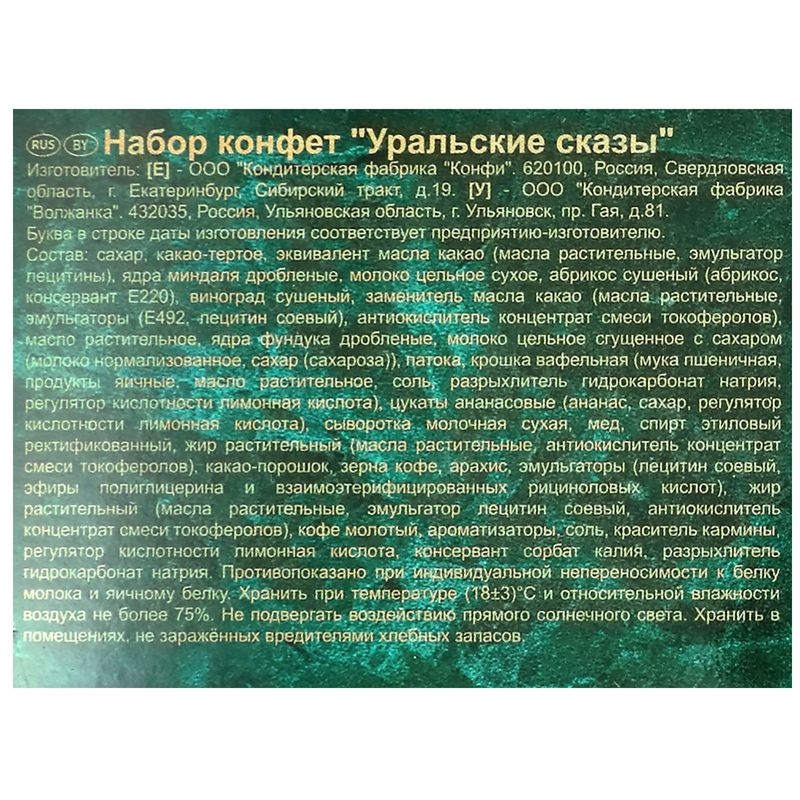 RUS BY Набор конфет "Уральские сказы"
Изготовитель: [Е] - ООО "Кондитерская фабрика "Конфи". 620100, Россия, Свердловская
область, г. Екатеринбург, Сибирский тракт, д.19. [У] - ООО "Кондитерская фабрика
"Волжанка". 432035, Россия, Ульяновская область, г. Ульяновск, пр. Гая, д.81.
Буква в строке даты изготовления соответствует предприятию-изготовителю.
Состав: сахар, какао-тертое, эквивалент масла какао (масла растительные, эмульгатор
лецитины), ядра миндаля дробленые, молоко цельное сухое, абрикос сушеный (абрикос,
консервант Е220), виноград сушеный, заменитель масла какао (масла растительные,
эмульгаторы (Е492, лецитин соевый), антиокислитель концентрат смеси токоферолов),
масло растительное, ядра фундука дробленые, молоко цельное сгущенное с сахаром
(молоко нормализованное, сахар (сахароза)), патока, крошка вафельная (мука пшеничная,
продукты яичные, масло растительное, соль, разрыхлитель гидрокарбонат натрия,
регулятор кислотности лимонная кислота), цукаты ананасовые (ананас, сахар, регулятор
кислотности лимонная кислота), сыворотка молочная сухая, мед, спирт этиловый
ректификованный, жир растительный (масла растительные, антиокислитель концентрат
смеси токоферолов), какао-порошок, зерна кофе, арахис, эмульгаторы (лецитин соевый,
эфиры полиглицерина и взаимоэтерифицированных рициноловых кислот), жир
растительный (масла растительные, эмульгатор лецитин соевый, антиокислитель
концентрат смеси токоферолов), кофе молотый, ароматизаторы, соль, краситель кармины,
регулятор кислотности лимонная кислота, консервант сорбат калия, разрыхлитель
гидрокарбонат натрия. Противопоказано при индивидуальной непереносимости к белку
молока и яичному белку. Хранить при температуре (18±3)°С и относительной влажности
воздуха не более 75%. Не подвергать воздействию прямого солнечного света. Хранить в
помещениях, не заражённых вредителями хлебных запасов.